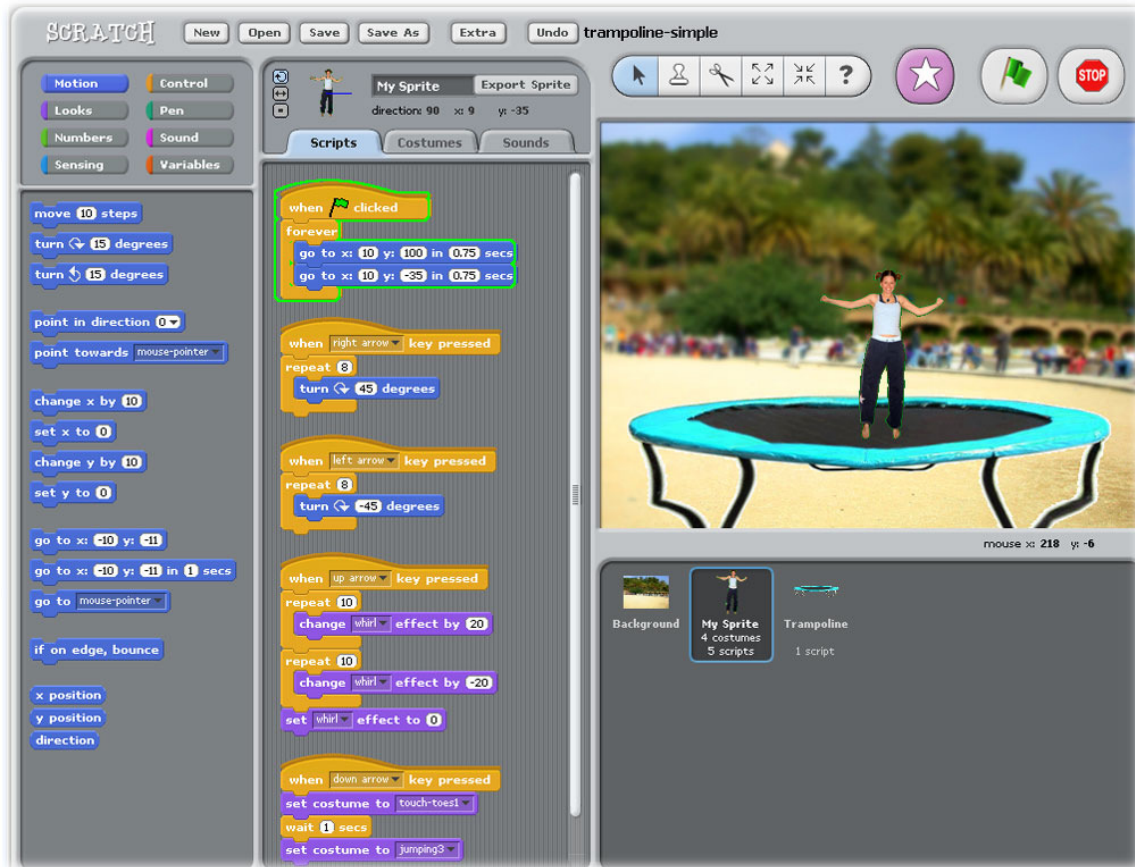 SCRATCH
New Open Save Save As Extra Undo trampoline-simple
Motion Control
Looks Pen
Numbers Sound
Sensing Variables
move 10 steps
turn 15 degrees
turn 15 degrees
point in direction 0
point towards mouse-pointer
change x by 10
set x to 0
change y by 10
set y to 0
go to x: -10 y: -11
go to x: -10 y: -11 in 1 secs
go to mouse-pointer
if on edge, bounce
x position
y position
direction
My Sprite Export Sprite
direction: 90 x: 9 y: -35
Scripts Costumes Sounds
when clicked
forever
go to x: 10 y: 100 in 0.75 secs
go to x: 10 y: -35 in 0.75 secs
when right arrow key pressed
repeat 8
turn 45 degrees
when left arrow key pressed
repeat 8
turn -45 degrees
when up arrow key pressed
repeat 10
change whirl effect by 20
repeat 10
change whirl effect by -20
set whirl effect to 0
when down arrow key pressed
set costume to touch-toes1
wait 1 secs
set costume to jumping3
?
STOP
mouse x: 218 y: -6
Background My Sprite Trampoline
4 costumes
5 scripts 1 script